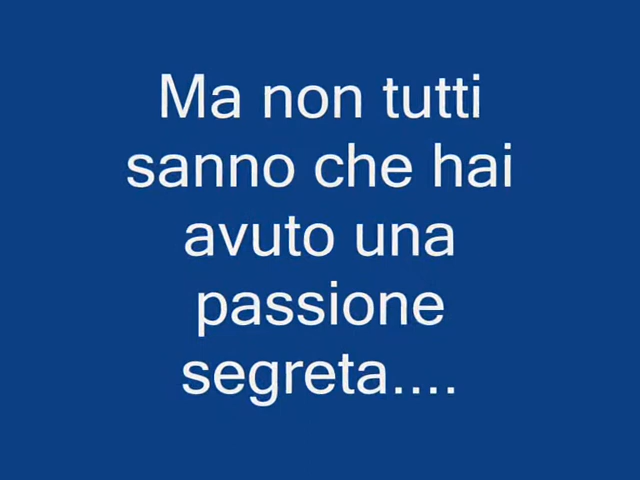 Ma non tutti
sanno che hai
avuto una
passione
segreta....